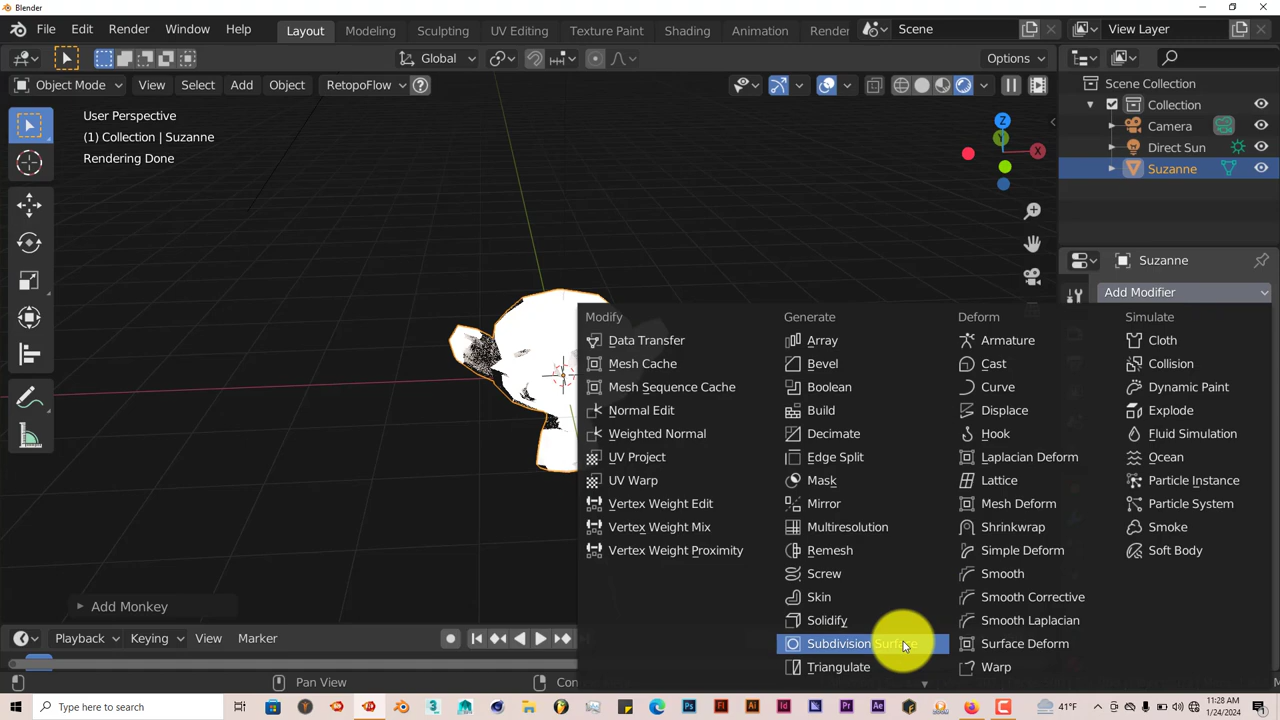 Blender
File Edit Render Window Help Layout Modeling Sculpting UV Editing Texture Paint Shading Animation Render Scene View Layer
Global Options
Object Mode View Select Add Object RetopoFlow
User Perspective
(1) Collection | Suzanne
Rendering Done
Z
Y
X
Scene Collection
Collection
Camera
Direct Sun
Suzanne
Suzanne
Add Modifier
Modify
Data Transfer
Mesh Cache
Mesh Sequence Cache
Normal Edit
Weighted Normal
UV Project
UV Warp
Vertex Weight Edit
Vertex Weight Mix
Vertex Weight Proximity
Generate
Array
Bevel
Boolean
Build
Decimate
Edge Split
Mask
Mirror
Multiresolution
Remesh
Screw
Skin
Solidify
Subdivision Surface
Triangulate
Deform
Armature
Cast
Curve
Displace
Hook
Laplacian Deform
Lattice
Mesh Deform
Shrinkwrap
Simple Deform
Smooth
Smooth Corrective
Smooth Laplacian
Surface Deform
Warp
Simulate
Cloth
Collision
Dynamic Paint
Explode
Fluid Simulation
Ocean
Particle Instance
Particle System
Smoke
Soft Body
Add Monkey
Playback Keying View Marker
Pan View
Type here to search
41°F
11:28 AM
1/24/2024